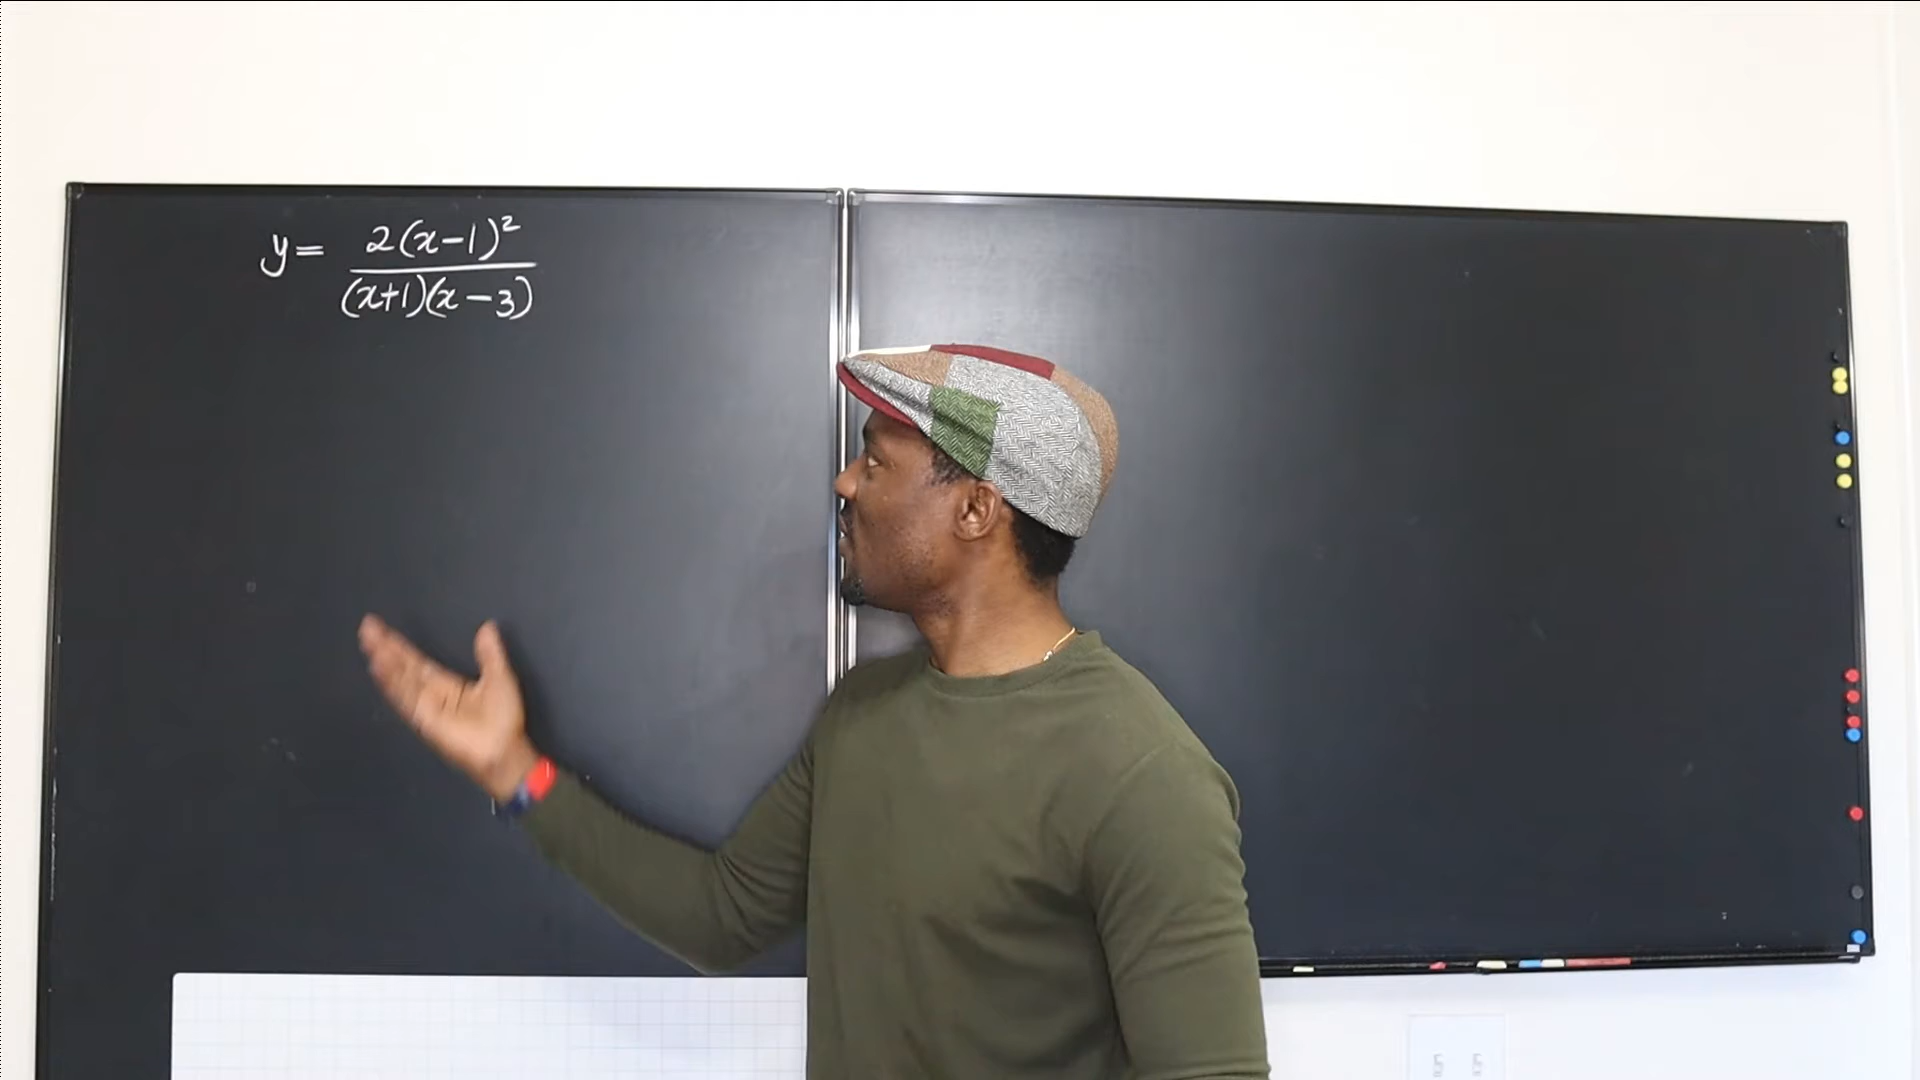 y = 2(x-1)²
(x+1)(x-3)